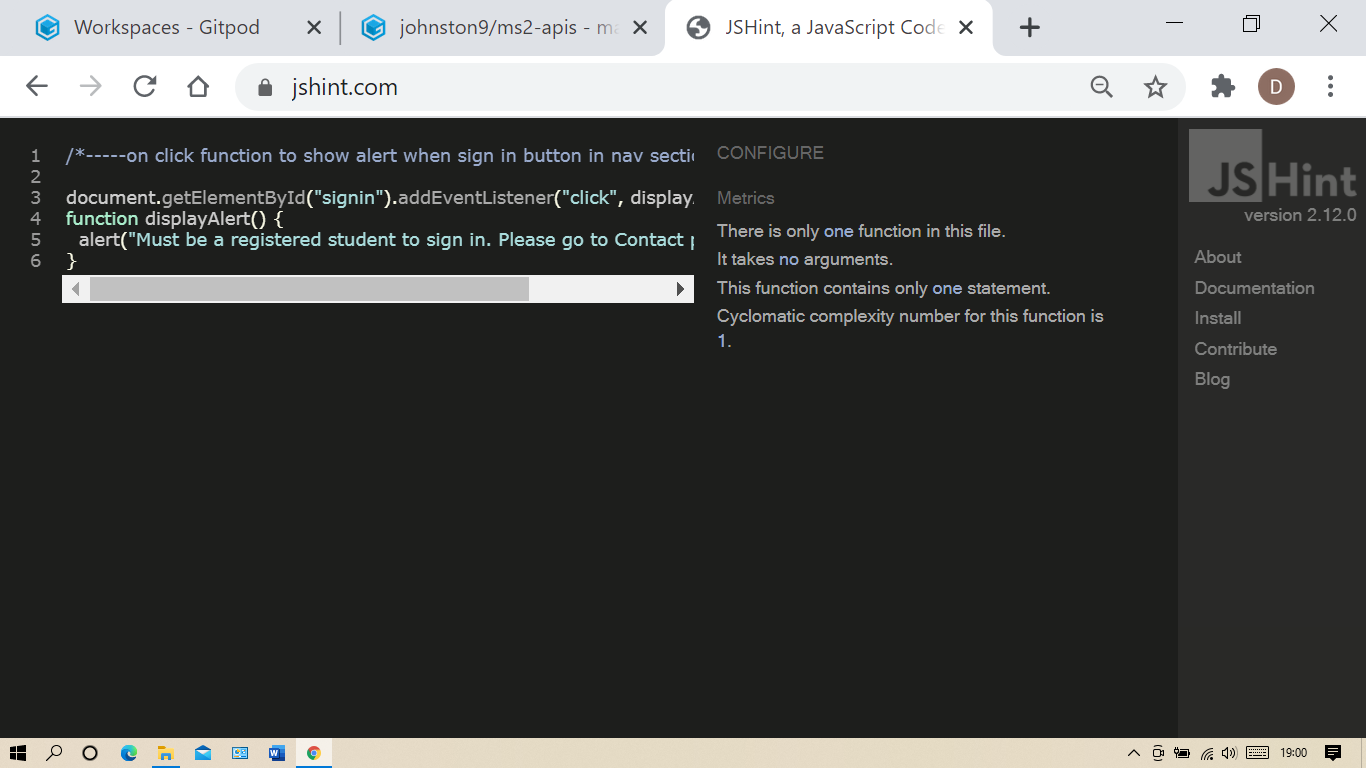 Workspaces - Gitpod
johnston9/ms2-apis - ma
JSHint, a JavaScript Code
jshint.com
D
1 /*-----on click function to show alert when sign in button in nav sectio
2
3 document.getElementById("signin").addEventListener("click", display
4 function displayAlert() {
5 alert("Must be a registered student to sign in. Please go to Contact p
6 }
CONFIGURE
Metrics
There is only one function in this file.
It takes no arguments.
This function contains only one statement.
Cyclomatic complexity number for this function is
1.
JSHint
version 2.12.0
About
Documentation
Install
Contribute
Blog
19:00